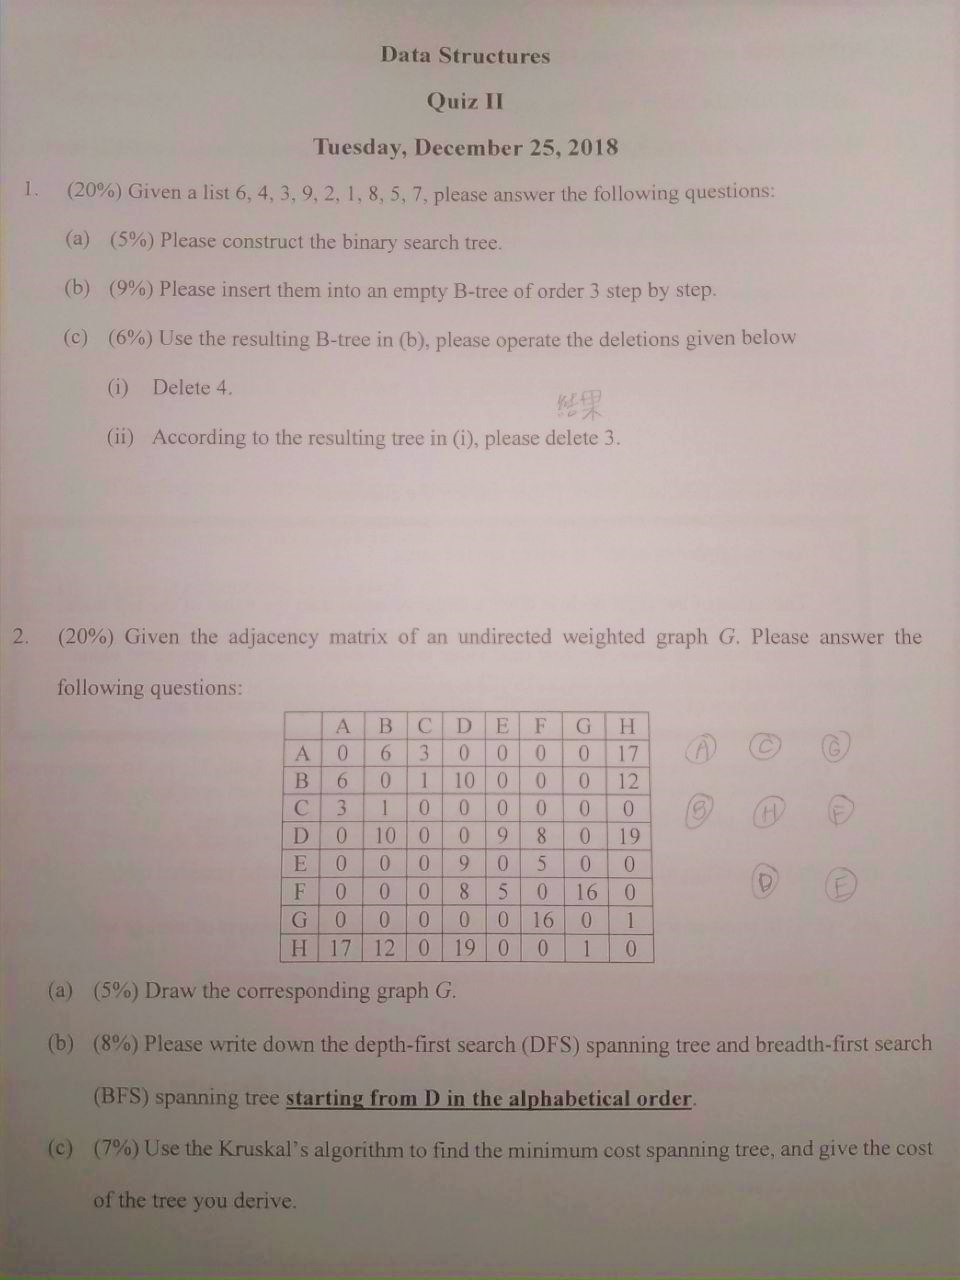 Data Structures
Quiz II
Tuesday, December 25, 2018
1. (20%) Given a list 6, 4, 3, 9, 2, 1, 8, 5, 7, please answer the following questions:
(a) (5%) Please construct the binary search tree.
(b) (9%) Please insert them into an empty B-tree of order 3 step by step.
(c) (6%) Use the resulting B-tree in (b), please operate the deletions given below
(i) Delete 4.
結果
(ii) According to the resulting tree in (i), please delete 3.
2. (20%) Given the adjacency matrix of an undirected weighted graph G. Please answer the
following questions:
A B C D E F G H
A 0 6 3 0 0 0 0 17
B 6 0 1 10 0 0 0 12
C 3 1 0 0 0 0 0 0
D 0 10 0 0 9 8 0 19
E 0 0 0 9 0 5 0 0
F 0 0 0 8 5 0 16 0
G 0 0 0 0 0 16 0 1
H 17 12 0 19 0 0 1 0
A C G
B H F
D E
(a) (5%) Draw the corresponding graph G.
(b) (8%) Please write down the depth-first search (DFS) spanning tree and breadth-first search
(BFS) spanning tree starting from D in the alphabetical order.
(c) (7%) Use the Kruskal's algorithm to find the minimum cost spanning tree, and give the cost
of the tree you derive.